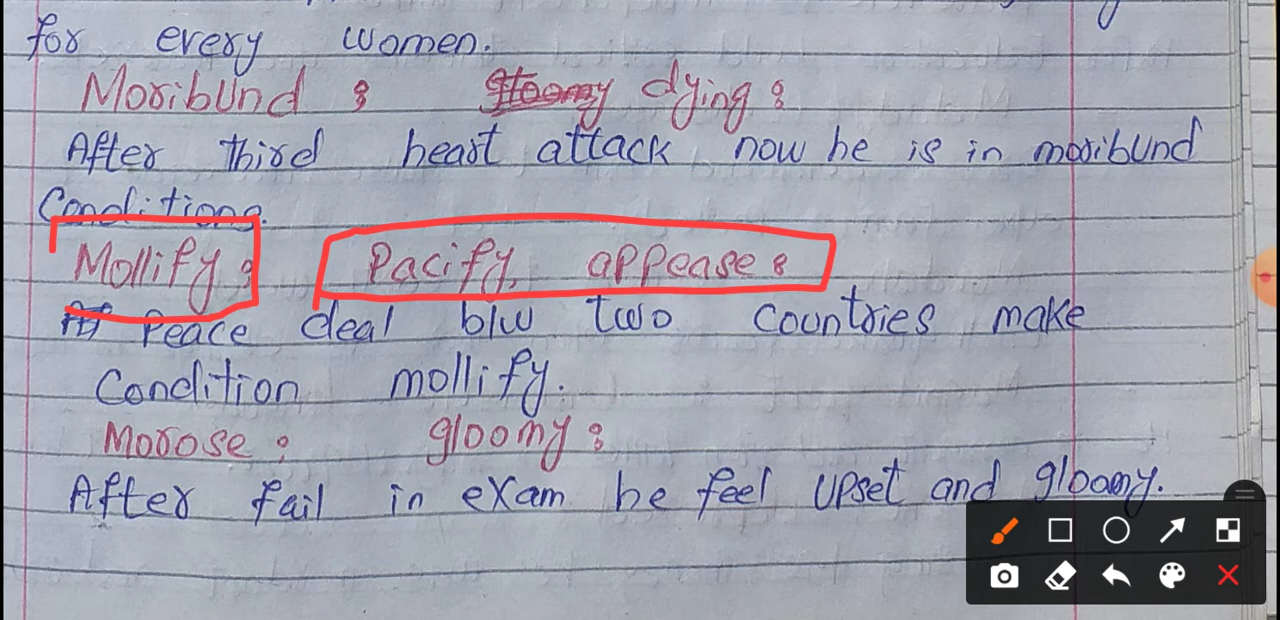 for every women.
Moribund : dying :
After third heart attack now he is in moribund
Conditions.
Mollify : Pacify, appease :
Peace deal b/w two countries make
Condition mollify.
Morose : gloomy :
After fail in exam he feel upset and gloomy.